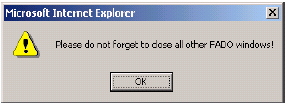 Microsoft Internet Explorer
Please do not forget to close all other FADO windows!
OK